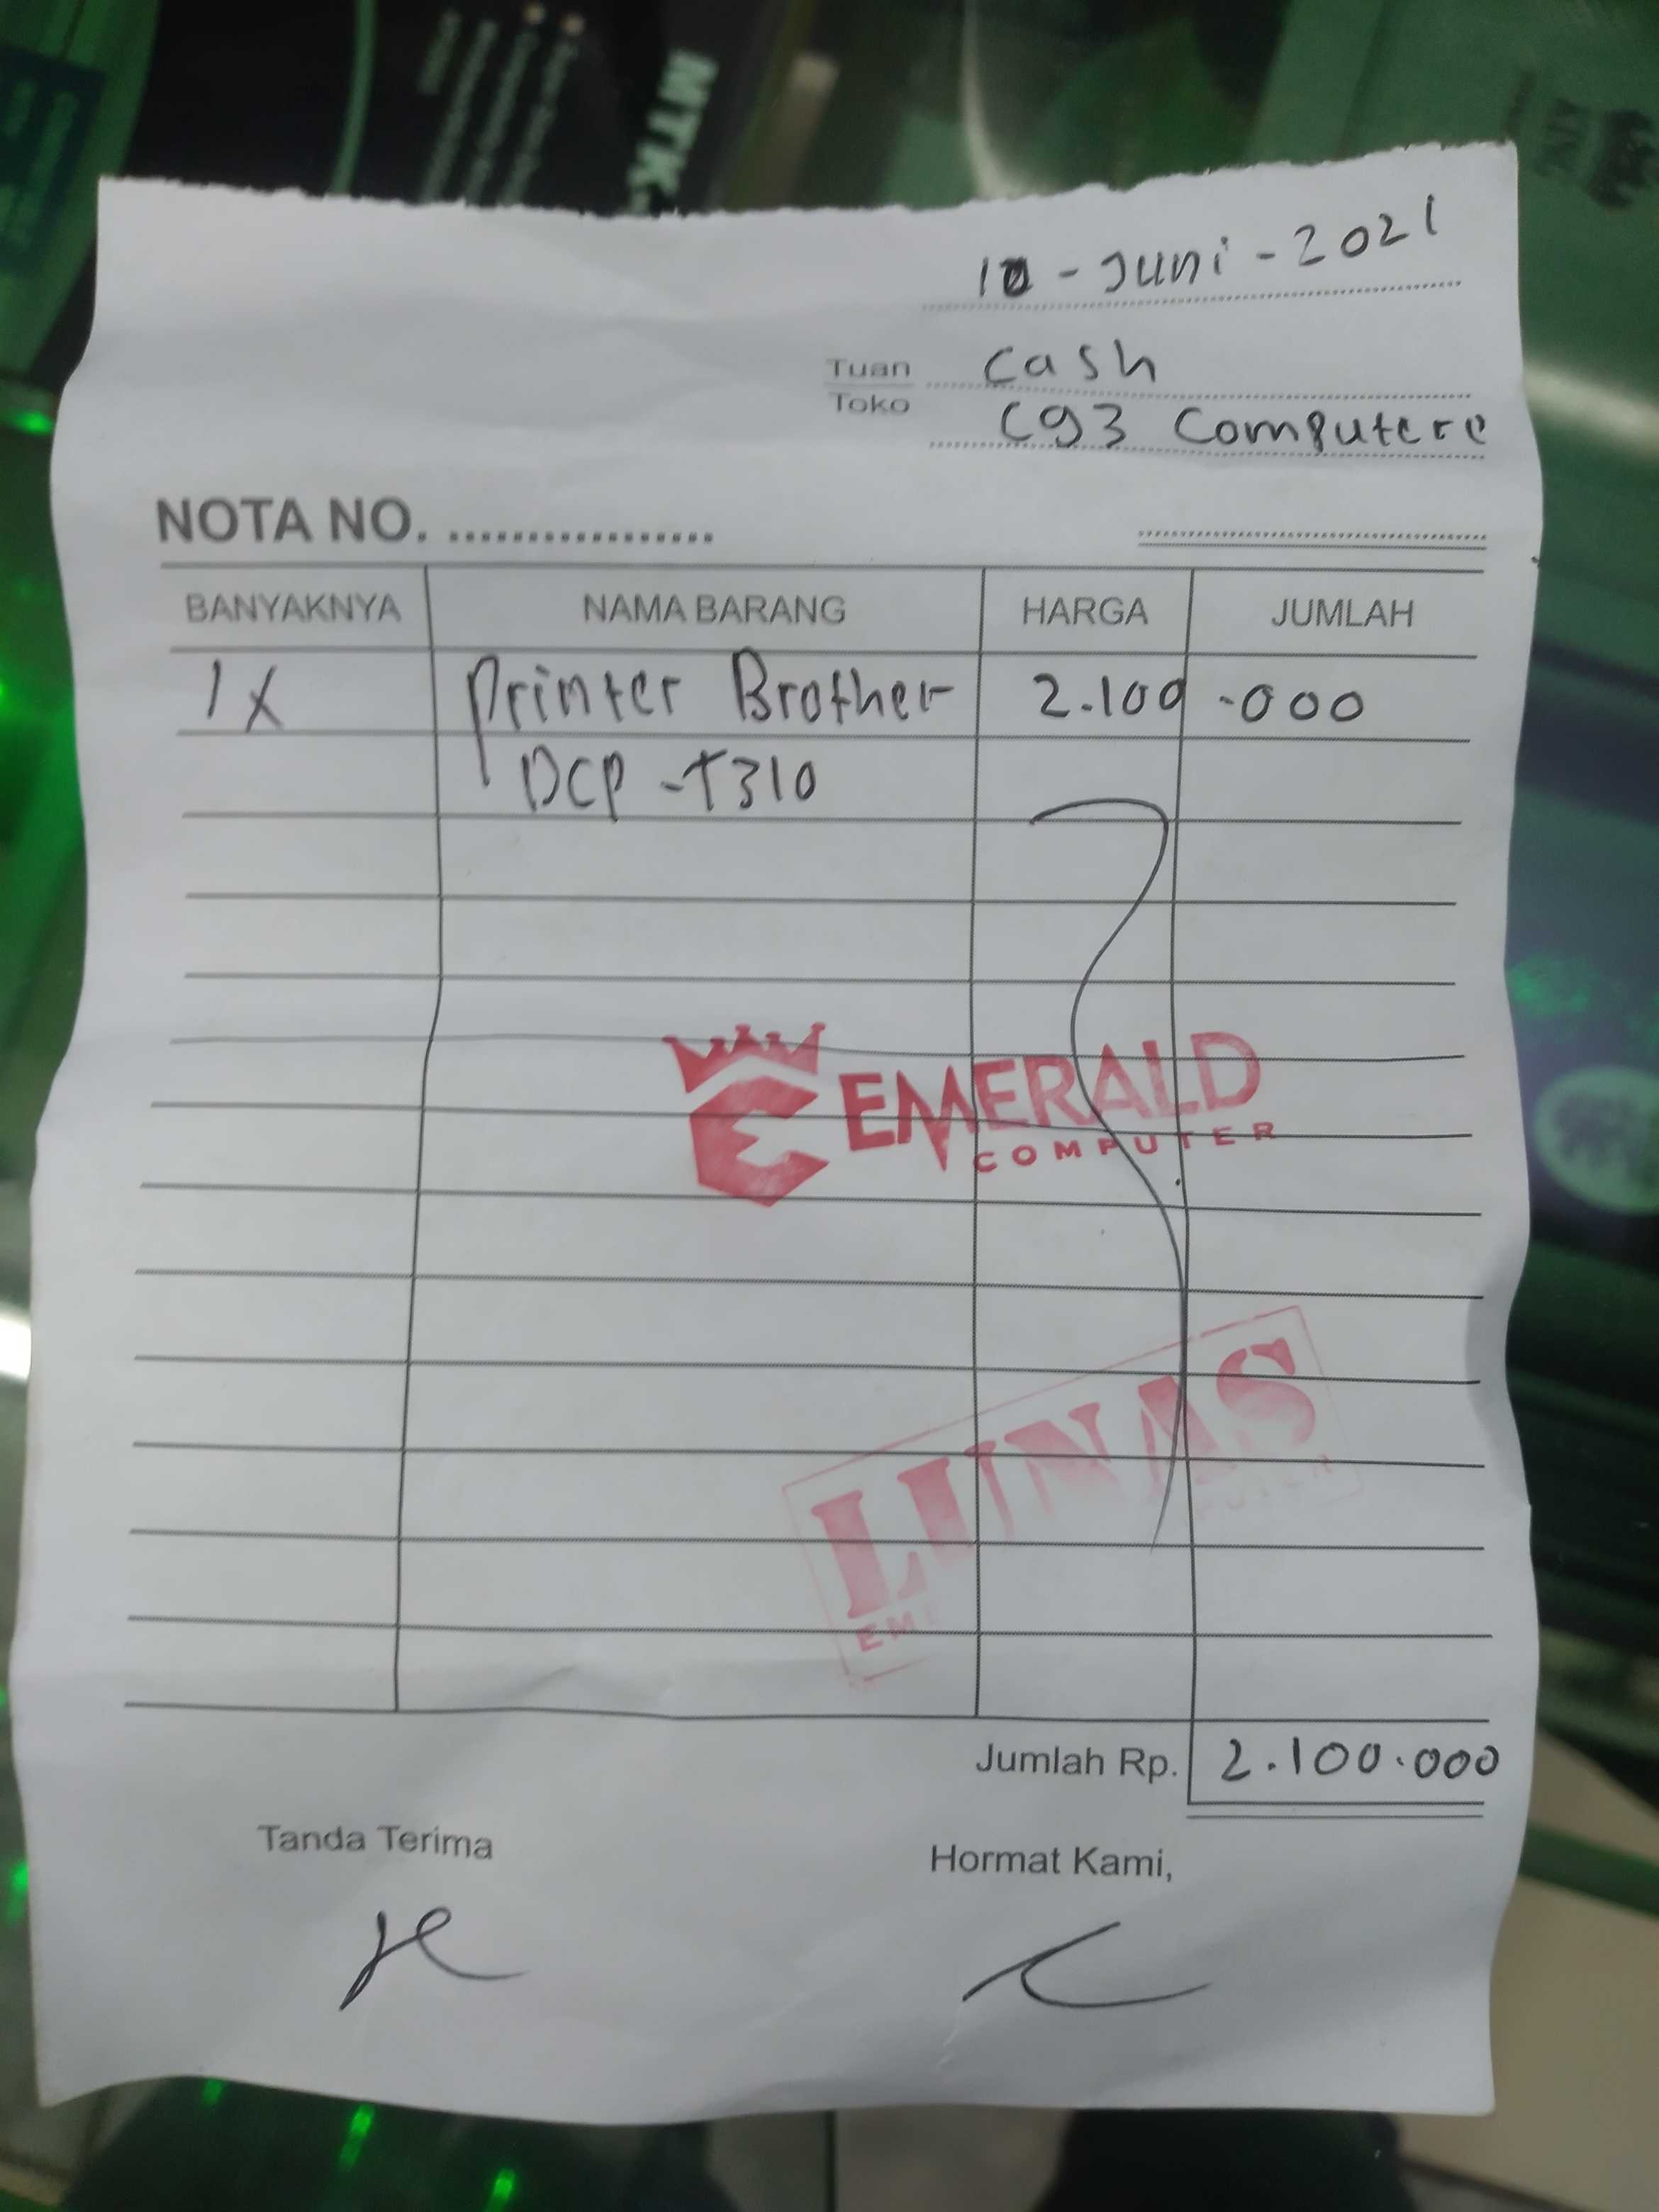 MTK-
10 - Juni - 2021
Tuan cash
Toko
Cg3 Computere
NOTA NO. .................
BANYAKNYA NAMA BARANG HARGA JUMLAH
1X Printer Brother 2.100.000
DCP-T310
EMERALD
COMPUTER
LUNAS
Jumlah Rp. 2.100.000
Tanda Terima Hormat Kami,